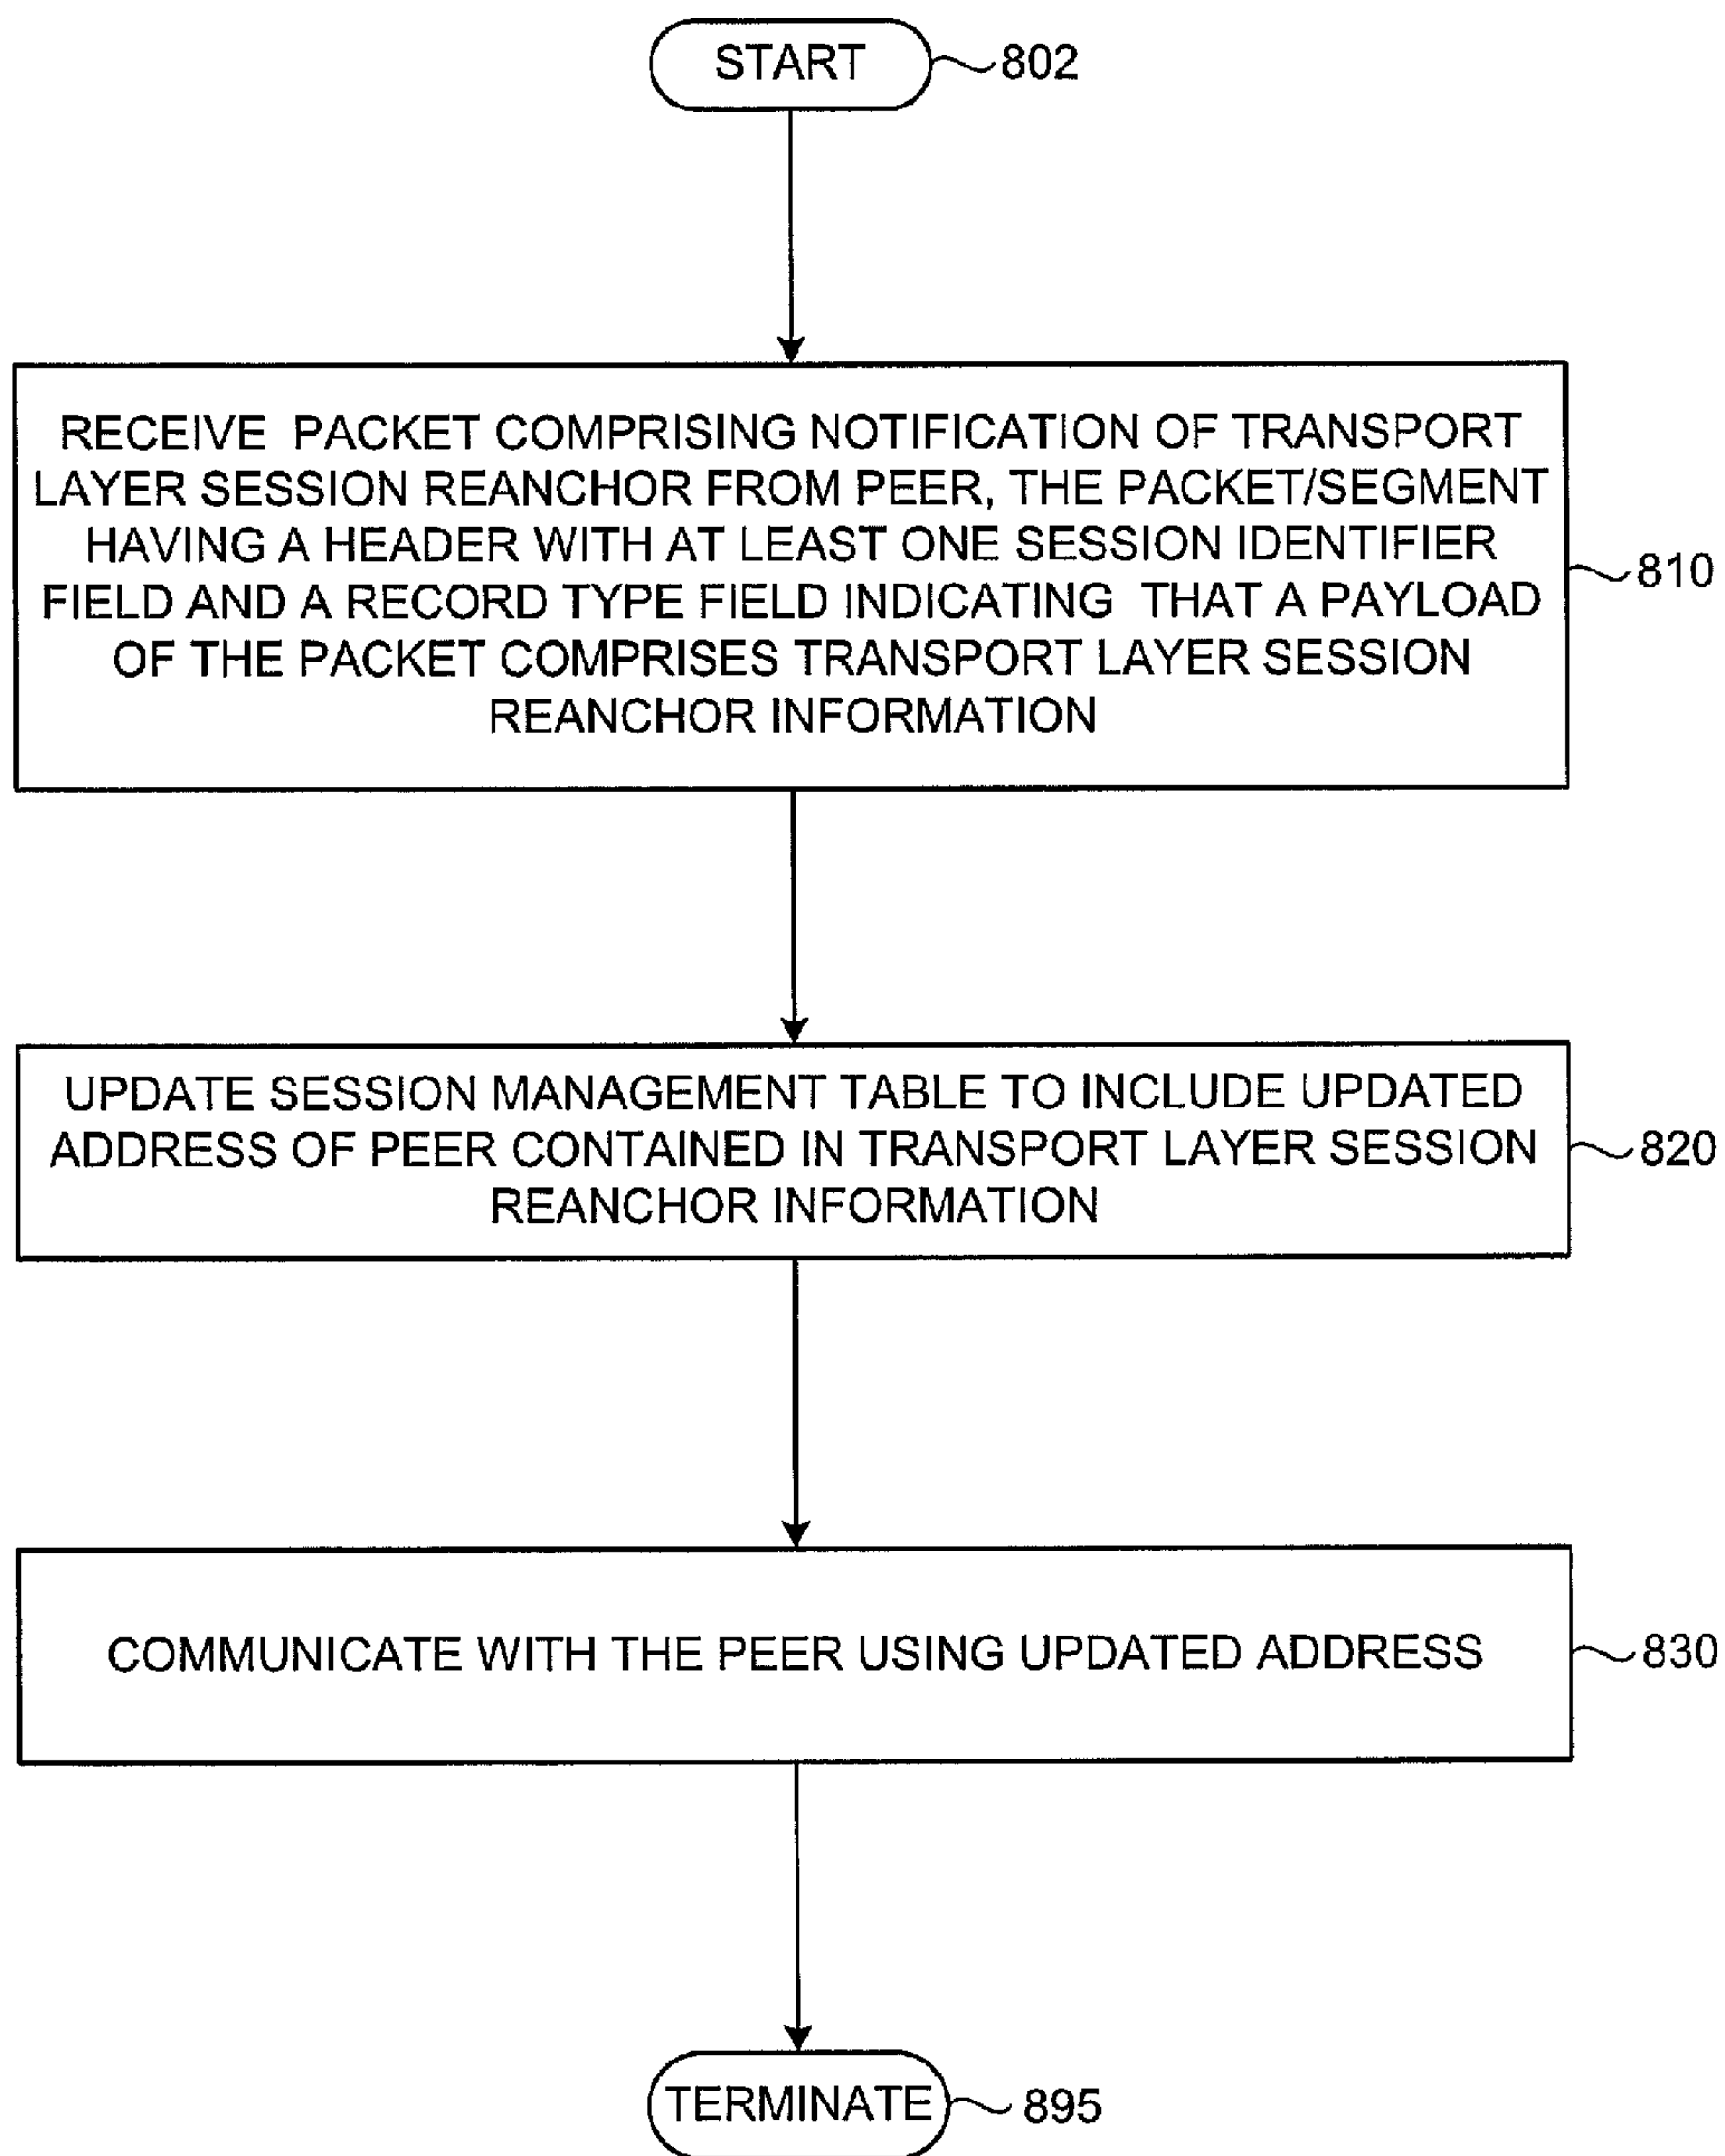 START
802
RECEIVE PACKET COMPRISING NOTIFICATION OF TRANSPORT
LAYER SESSION REANCHOR FROM PEER, THE PACKET/SEGMENT
HAVING A HEADER WITH AT LEAST ONE SESSION IDENTIFIER
FIELD AND A RECORD TYPE FIELD INDICATING THAT A PAYLOAD
OF THE PACKET COMPRISES TRANSPORT LAYER SESSION
REANCHOR INFORMATION
810
UPDATE SESSION MANAGEMENT TABLE TO INCLUDE UPDATED
ADDRESS OF PEER CONTAINED IN TRANSPORT LAYER SESSION
REANCHOR INFORMATION
820
COMMUNICATE WITH THE PEER USING UPDATED ADDRESS
830
TERMINATE
895